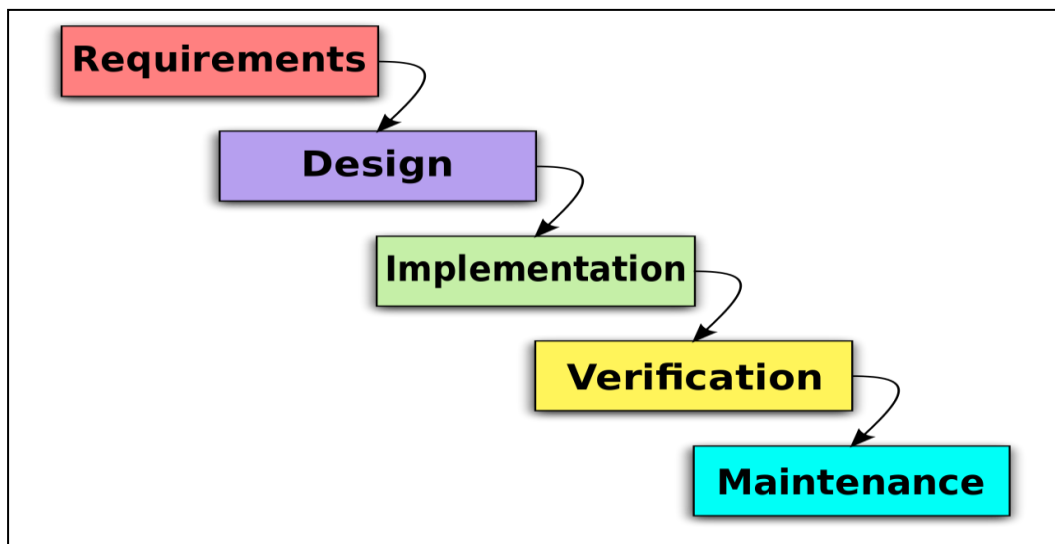 Requirements
Design
Implementation
Verification
Maintenance